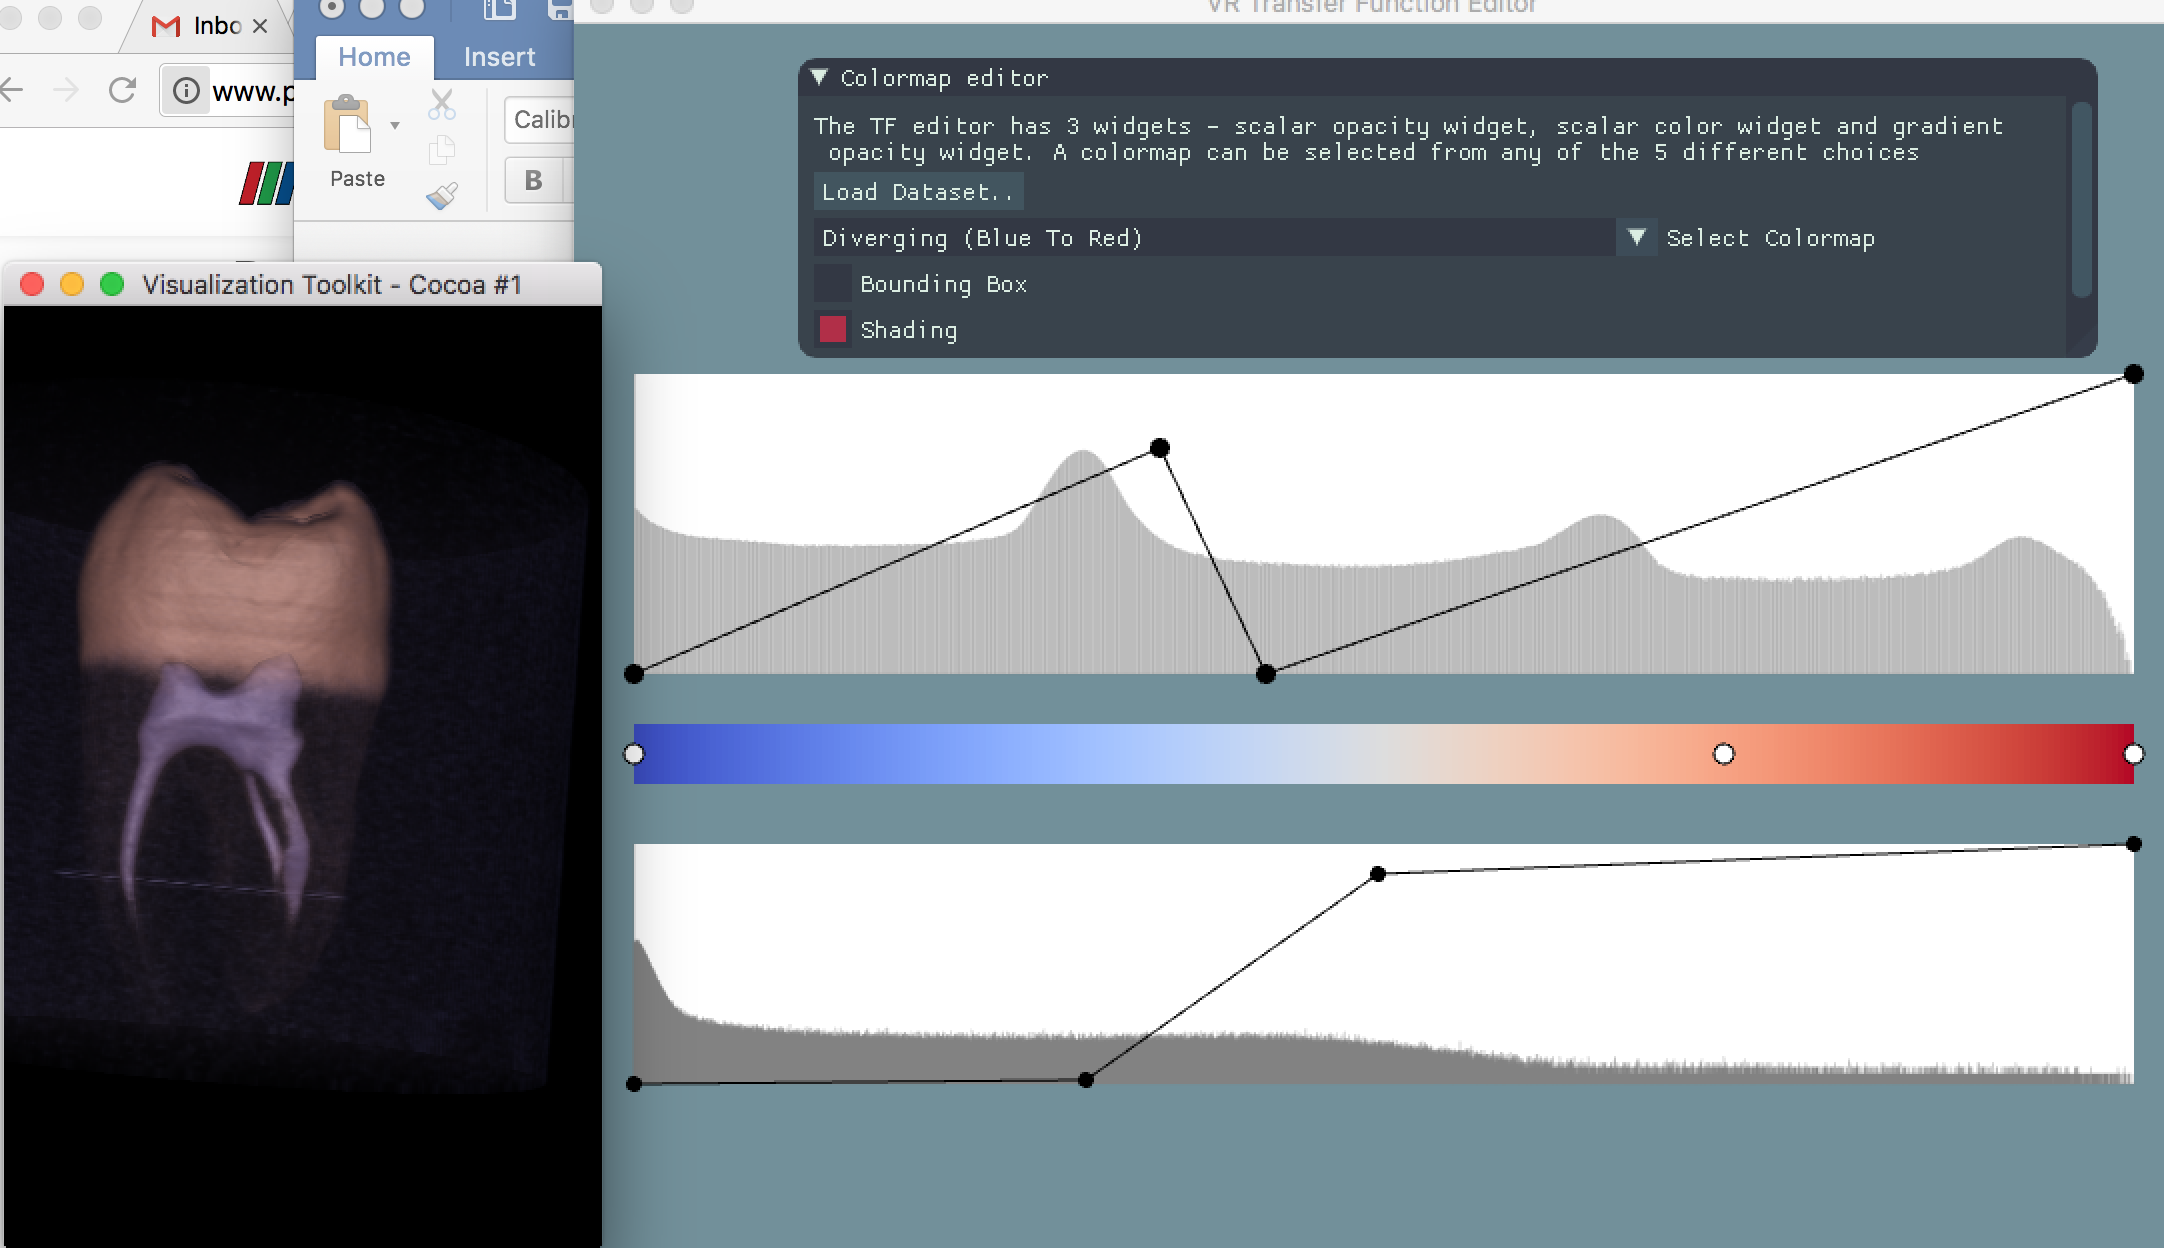 Inbo
www.p
Home Insert
Paste
Calib
B
VR Transfer Function Editor
Colormap editor
The TF editor has 3 widgets - scalar opacity widget, scalar color widget and gradient
opacity widget. A colormap can be selected from any of the 5 different choices
Load Dataset..
Diverging (Blue To Red) Select Colormap
Bounding Box
Shading
Visualization Toolkit - Cocoa #1